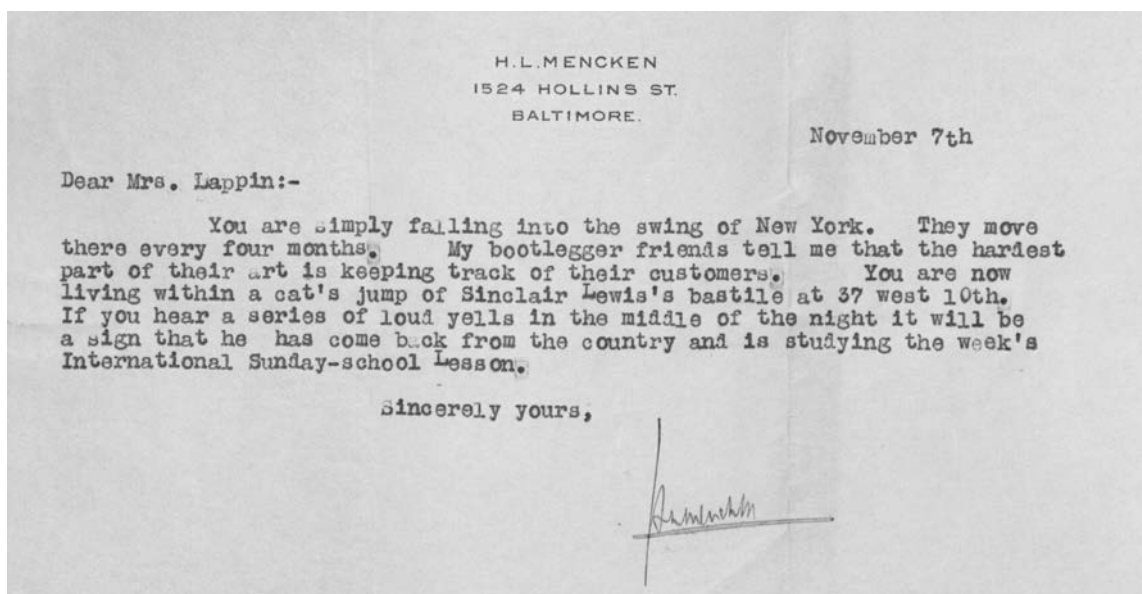 H.L.MENCKEN
1524 HOLLINS ST.
BALTIMORE.
November 7th
Dear Mrs. Lappin:-
You are simply falling into the swing of New York. They move
there every four months. My bootlegger friends tell me that the hardest
part of their art is keeping track of their customers. You are now
living within a cat's jump of Sinclair Lewis's bastile at 37 west 10th.
If you hear a series of loud yells in the middle of the night it will be
a sign that he has come back from the country and is studying the week's
International Sunday-school Lesson.
Sincerely yours,
HLMencken